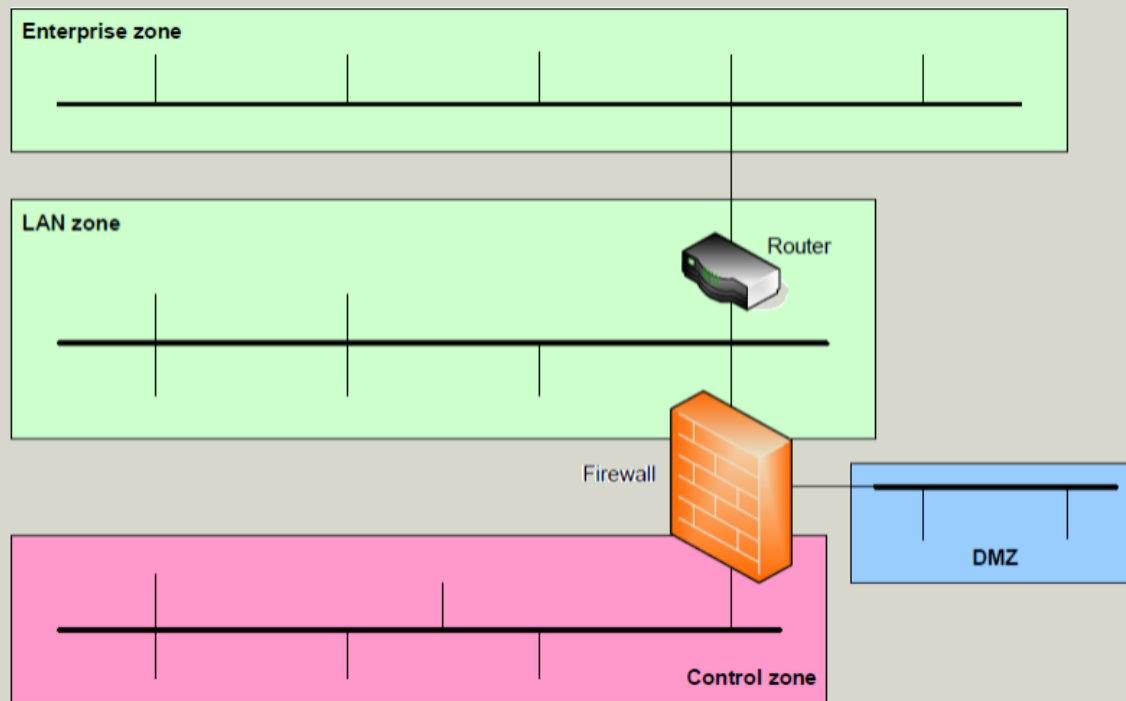 Enterprise zone
LAN zone
Router
Firewall
DMZ
Control zone